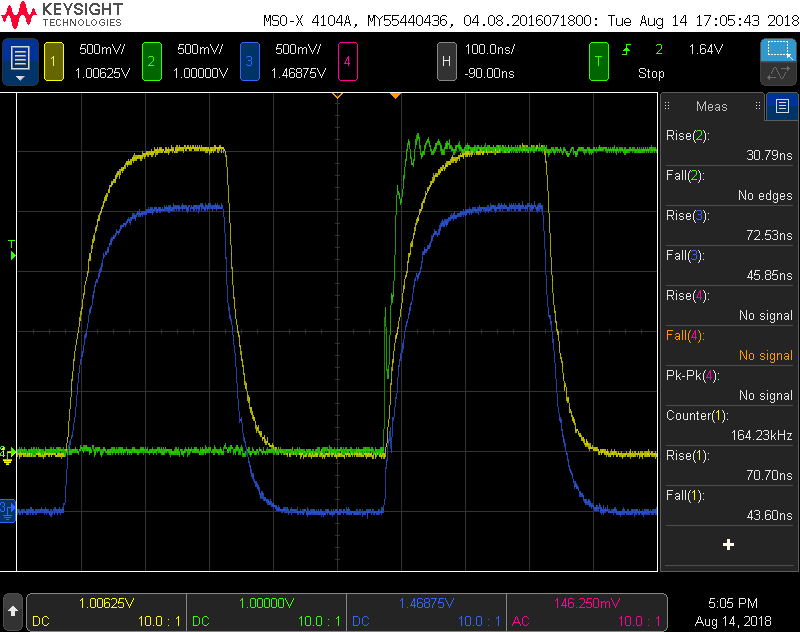 KEYSIGHT
TECHNOLOGIES
MSO-X 4104A, MY55440436, 04.08.2016071800: Tue Aug 14 17:05:43 2018
1 500mV/ 2 500mV/ 3 500mV/ 4 H 100.0ns/ T 2 1.64V
1.00625V 1.00000V 1.46875V -90.00ns Stop
Meas
Rise(2):
30.79ns
Fall(2):
No edges
Rise(3):
72.53ns
Fall(3):
45.85ns
Rise(4):
No signal
Fall(4):
No signal
Pk-Pk(4):
No signal
Counter(1):
164.23kHz
Rise(1):
70.70ns
Fall(1):
43.60ns
+
T
3
1.00625V 1.00000V 1.46875V 146.250mV
DC 10.0 : 1 DC 10.0 : 1 DC 10.0 : 1 AC 10.0 : 1
5:05 PM
Aug 14, 2018